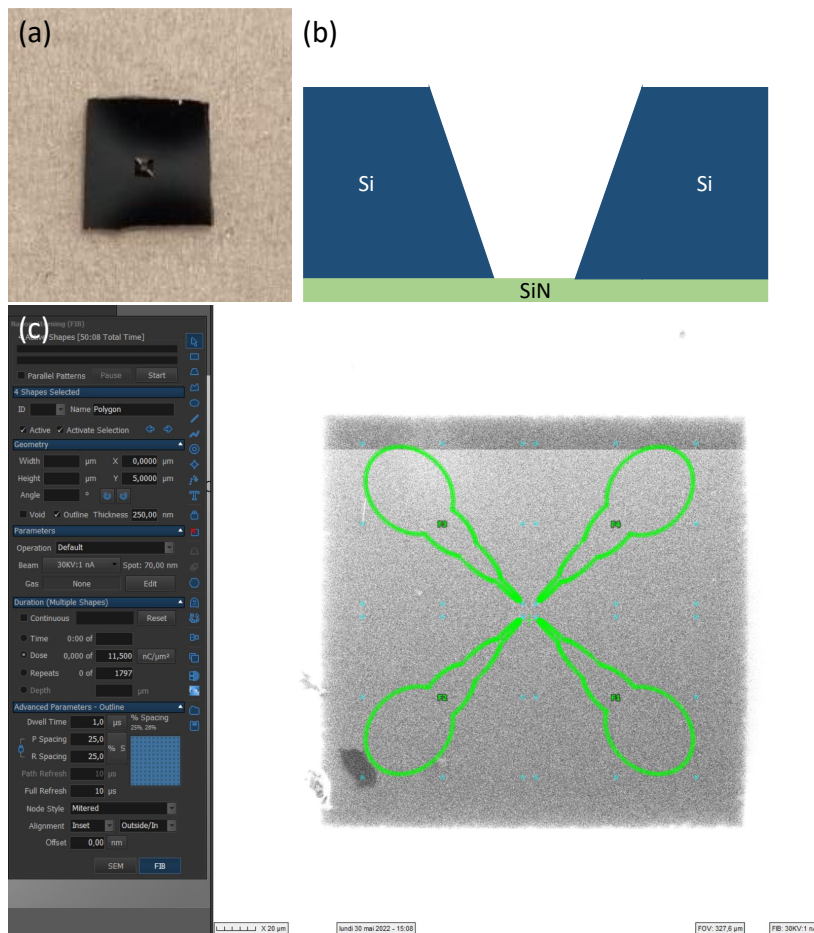 (a)
(b)
Si
Si
SiN
(c)
(FIB)
Shapes [50:08 Total Time]
Parallel Patterns Pause Start
4 Shapes Selected
ID Name Polygon
Active Activate Selection
Geometry
Width µm X 0,0000 µm
Height µm Y 5,0000 µm
Angle °
Void Outline Thickness 250,00 nm
Parameters
Operation Default
Beam 30KV:1 nA Spot: 70,00 nm
Gas None Edit
Duration (Multiple Shapes)
Continuous Reset
Time 0:00 of
Dose 0,000 of 11,500 nC/µm²
Repeats 0 of 1797
Depth µm
Advanced Parameters - Outline
Dwell Time 1,0 µs % Spacing
25%, 28%
P Spacing 25,0
% S
R Spacing 25,0
Path Refresh 10 µs
Full Refresh 10 µs
Node Style Mitered
Alignment Inset Outside/In
Offset 0,00 nm
SEM FIB
F3 F4
F2 F1
X 20 µm
lundi 30 mai 2022 - 15:08
FOV: 327,6 µm
FIB: 30KV:1